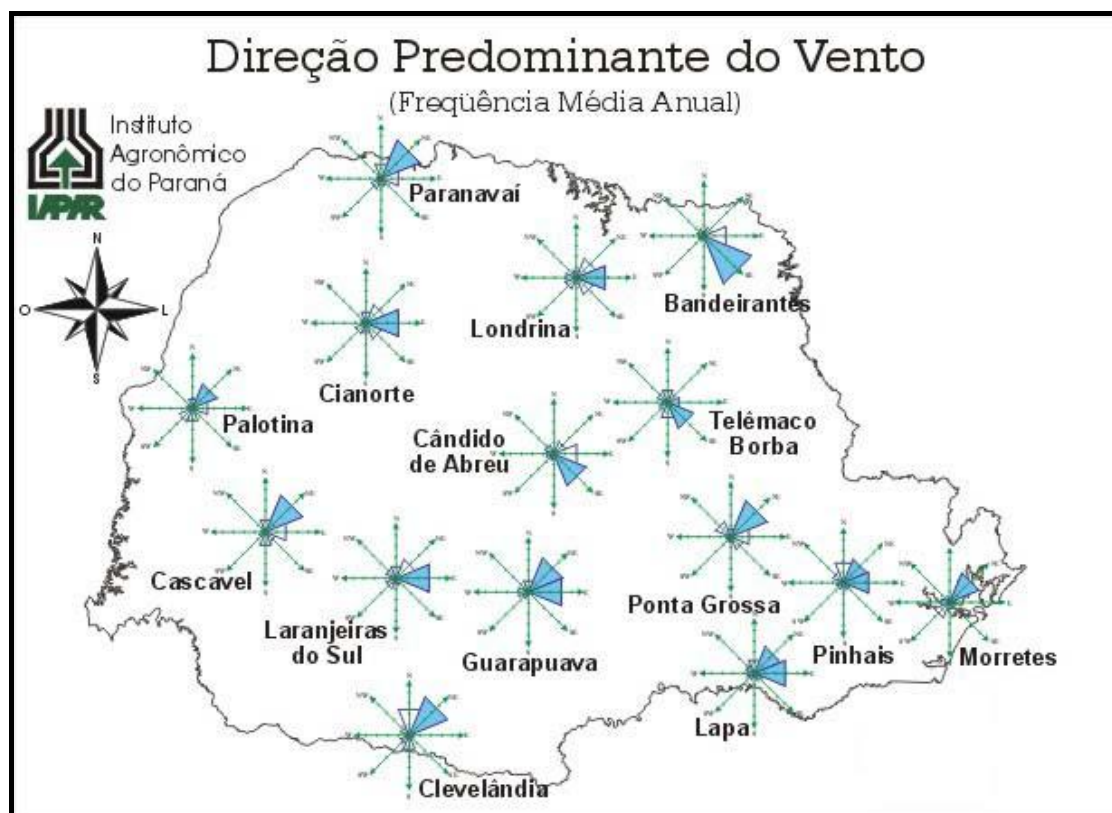 Direção Predominante do Vento
(Freqüência Média Anual)
Instituto
Agronômico
do Paraná
IAPAR
N
O
L
S
Paranavaí
Londrina
Bandeirantes
Cianorte
Palotina
Telêmaco
Borba
Cândido
de Abreu
Cascavel
Laranjeiras
do Sul
Guarapuava
Ponta Grossa
Pinhais
Morretes
Lapa
Clevelândia